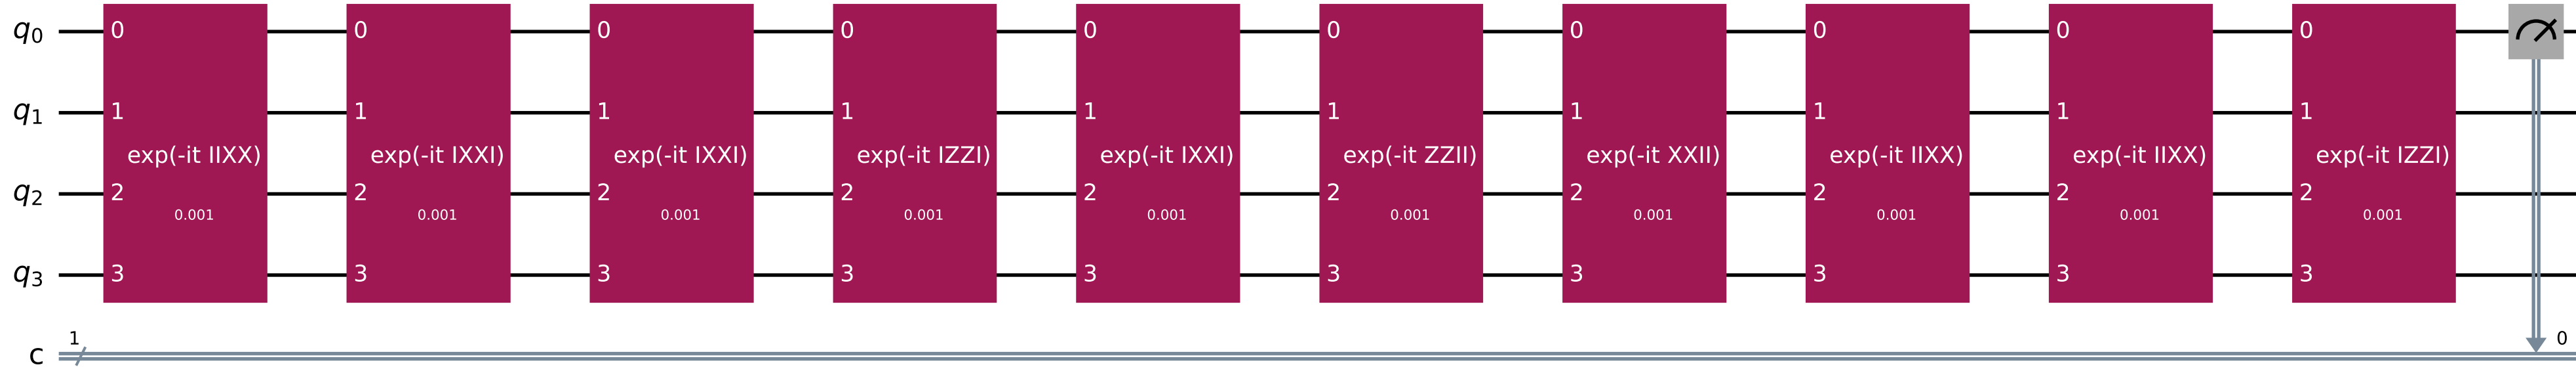 q0 0 0 0 0 0 0 0 0 0 0
q1 1 1 1 1 1 1 1 1 1 1
exp(-it IIXX) exp(-it IXXI) exp(-it IXXI) exp(-it IZZI) exp(-it IXXI) exp(-it ZZII) exp(-it XXII) exp(-it IIXX) exp(-it IIXX) exp(-it IZZI)
q2 2 2 2 2 2 2 2 2 2 2
0.001 0.001 0.001 0.001 0.001 0.001 0.001 0.001 0.001 0.001
q3 3 3 3 3 3 3 3 3 3 3
1 0
c